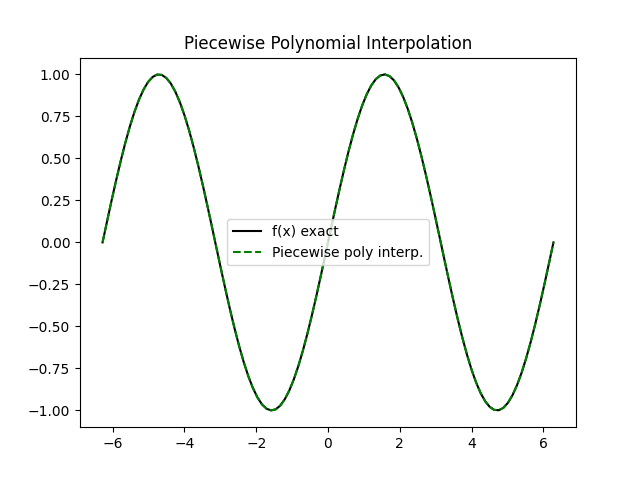 Piecewise Polynomial Interpolation
1.00
0.75
0.50
0.25
0.00
−0.25
−0.50
−0.75
−1.00
f(x) exact
Piecewise poly interp.
−6 −4 −2 0 2 4 6